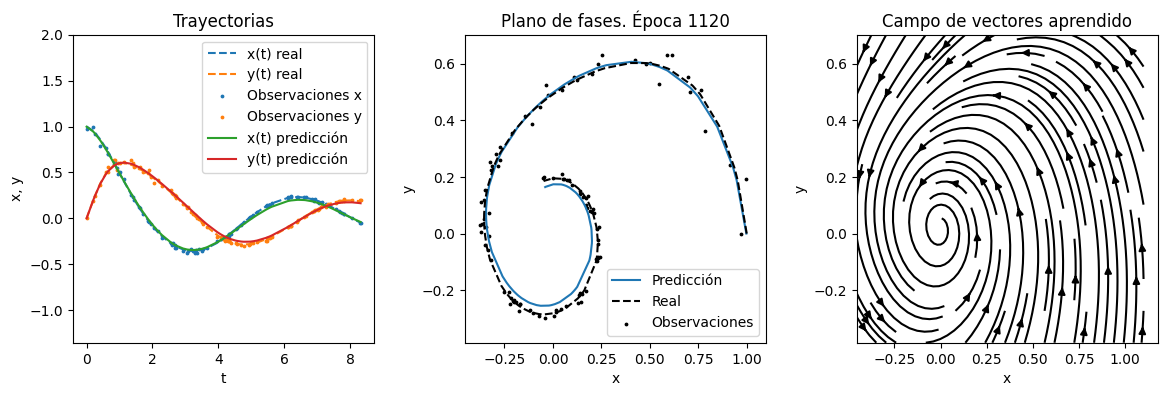 Trayectorias
2.0
1.5
1.0
0.5
0.0
−0.5
−1.0
x, y
0
2
4
6
8
t
x(t) real
y(t) real
Observaciones x
Observaciones y
x(t) predicción
y(t) predicción
Plano de fases. Época 1120
0.6
0.4
0.2
0.0
−0.2
y
−0.25
0.00
0.25
0.50
0.75
1.00
x
Predicción
Real
Observaciones
Campo de vectores aprendido
0.6
0.4
0.2
0.0
−0.2
y
−0.25
0.00
0.25
0.50
0.75
1.00
x